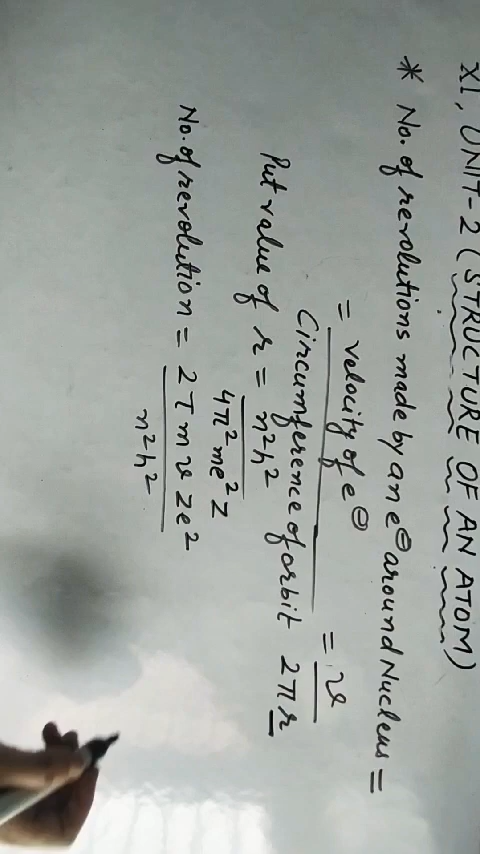 XI, UNIT-2 (STRUCTURE OF AN ATOM)
* No. of revolutions made by an e⊖ around Nucleus =
= velocity of e⊖ / Circumference of orbit = v / 2πr
Put value of r = n²h² / 4π²me²z
No. of revolution = 2πmvze² / n²h²